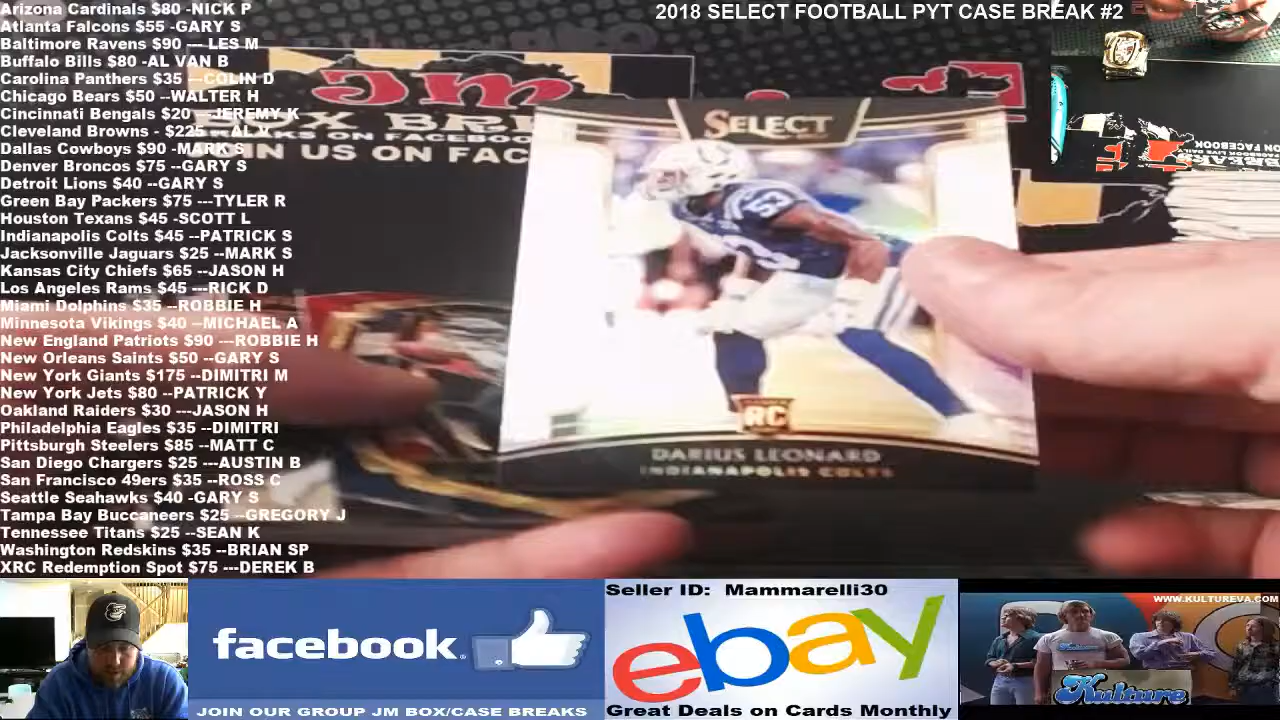 Arizona Cardinals $80 -NICK P
Atlanta Falcons $55 -GARY S
Baltimore Ravens $90 --- LES M
Buffalo Bills $80 -AL VAN B
Carolina Panthers $35 ---COLIN D
Chicago Bears $50 --WALTER H
Cincinnati Bengals $20 ---JEREMY K
Cleveland Browns - $225 ---AL V
Dallas Cowboys $90 -MARK S
Denver Broncos $75 --GARY S
Detroit Lions $40 --GARY S
Green Bay Packers $75 ---TYLER R
Houston Texans $45 -SCOTT L
Indianapolis Colts $45 --PATRICK S
Jacksonville Jaguars $25 --MARK S
Kansas City Chiefs $65 --JASON H
Los Angeles Rams $45 ---RICK D
Miami Dolphins $35 --ROBBIE H
Minnesota Vikings $40 --MICHAEL A
New England Patriots $90 ---ROBBIE H
New Orleans Saints $50 --GARY S
New York Giants $175 --DIMITRI M
New York Jets $80 --PATRICK Y
Oakland Raiders $30 ---JASON H
Philadelphia Eagles $35 --DIMITRI
Pittsburgh Steelers $85 --MATT C
San Diego Chargers $25 ---AUSTIN B
San Francisco 49ers $35 --ROSS C
Seattle Seahawks $40 -GARY S
Tampa Bay Buccaneers $25 --GREGORY J
Tennessee Titans $25 --SEAN K
Washington Redskins $35 --BRIAN SP
XRC Redemption Spot $75 ---DEREK B
2018 SELECT FOOTBALL PYT CASE BREAK #2
JM
KS ON FACEBOO
IN US ON FAC
SELECT
53
RC
DARIUS LEONARD
INDIANAPOLIS COLTS
facebook
JOIN OUR GROUP JM BOX/CASE BREAKS
Seller ID: Mammarelli30
ebay
Great Deals on Cards Monthly
WWW.KULTUREVA.COM
Kulture